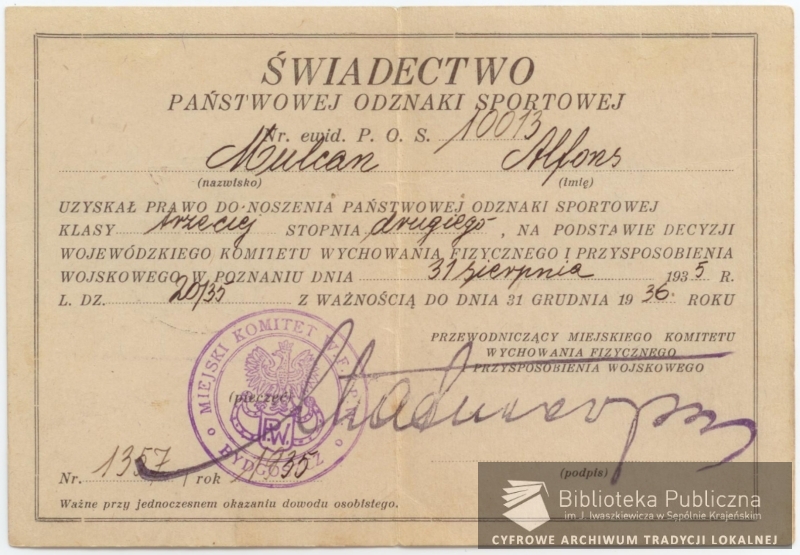 ŚWIADECTWO
PAŃSTWOWEJ ODZNAKI SPORTOWEJ
Nr. ewid. P. O. S. 10013
Mulcan Alfons
(nazwisko) (imię)
UZYSKAŁ PRAWO DO NOSZENIA PAŃSTWOWEJ ODZNAKI SPORTOWEJ
KLASY trzeciej STOPNIA drugiego, NA PODSTAWIE DECYZJI
WOJEWÓDZKIEGO KOMITETU WYCHOWANIA FIZYCZNEGO I PRZYSPOSOBIENIA
WOJSKOWEGO W POZNANIU DNIA 31 sierpnia 1935 R.
L. DZ. 20/35 Z WAŻNOŚCIĄ DO DNIA 31 GRUDNIA 1936 ROKU
PRZEWODNICZĄCY MIEJSKIEGO KOMITETU
WYCHOWANIA FIZYCZNEGO
PRZYSPOSOBIENIA WOJSKOWEGO
MIEJSKI KOMITET W.F. i P.W.
P.W.
BYDGOSZCZ
(pieczęć)
Nr. 1357 / rok 1935
(podpis)
Ważne przy jednoczesnem okazaniu dowodu osobistego.
Biblioteka Publiczna
im J. Iwaszkiewicza w Sępólnie Krajeńskim
CYFROWE ARCHIWUM TRADYCJI LOKALNEJ